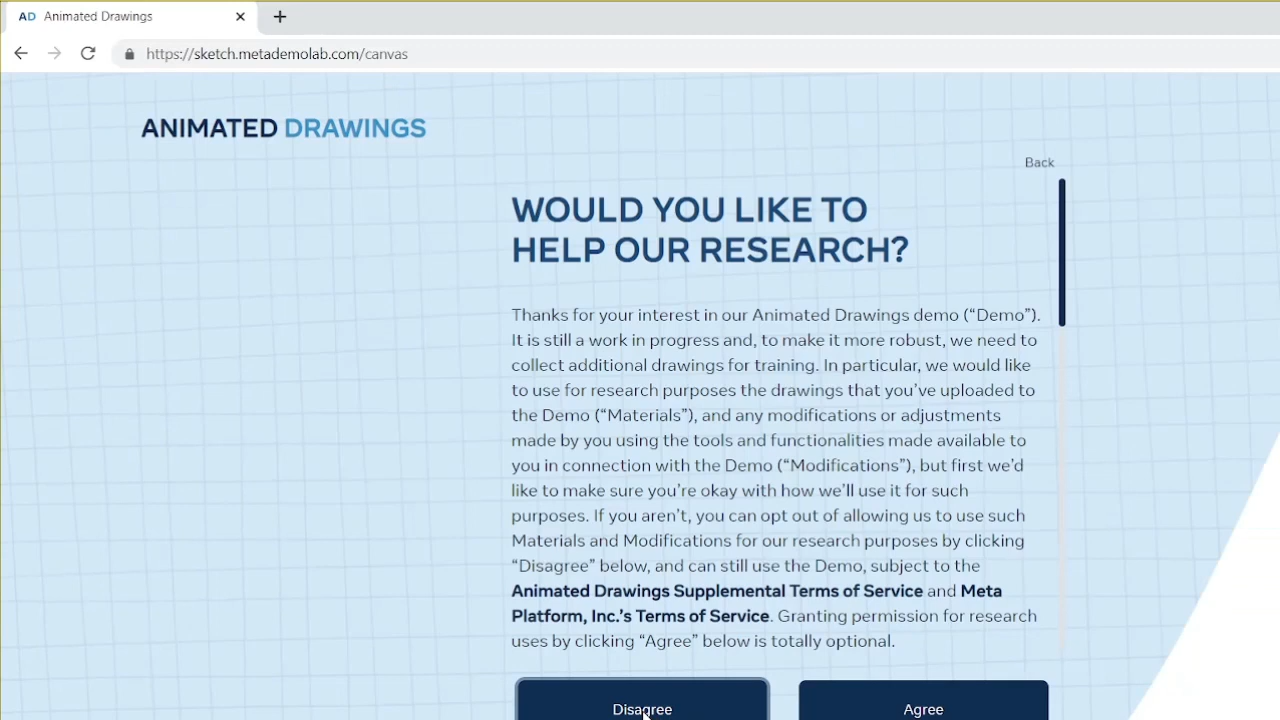 AD Animated Drawings
https://sketch.metademolab.com/canvas
ANIMATED DRAWINGS
Back
WOULD YOU LIKE TO
HELP OUR RESEARCH?
Thanks for your interest in our Animated Drawings demo (“Demo”).
It is still a work in progress and, to make it more robust, we need to
collect additional drawings for training. In particular, we would like
to use for research purposes the drawings that you’ve uploaded to
the Demo (“Materials”), and any modifications or adjustments
made by you using the tools and functionalities made available to
you in connection with the Demo (“Modifications”), but first we’d
like to make sure you’re okay with how we’ll use it for such
purposes. If you aren’t, you can opt out of allowing us to use such
Materials and Modifications for our research purposes by clicking
“Disagree” below, and can still use the Demo, subject to the
Animated Drawings Supplemental Terms of Service and Meta
Platform, Inc.’s Terms of Service. Granting permission for research
uses by clicking “Agree” below is totally optional.
Disagree Agree